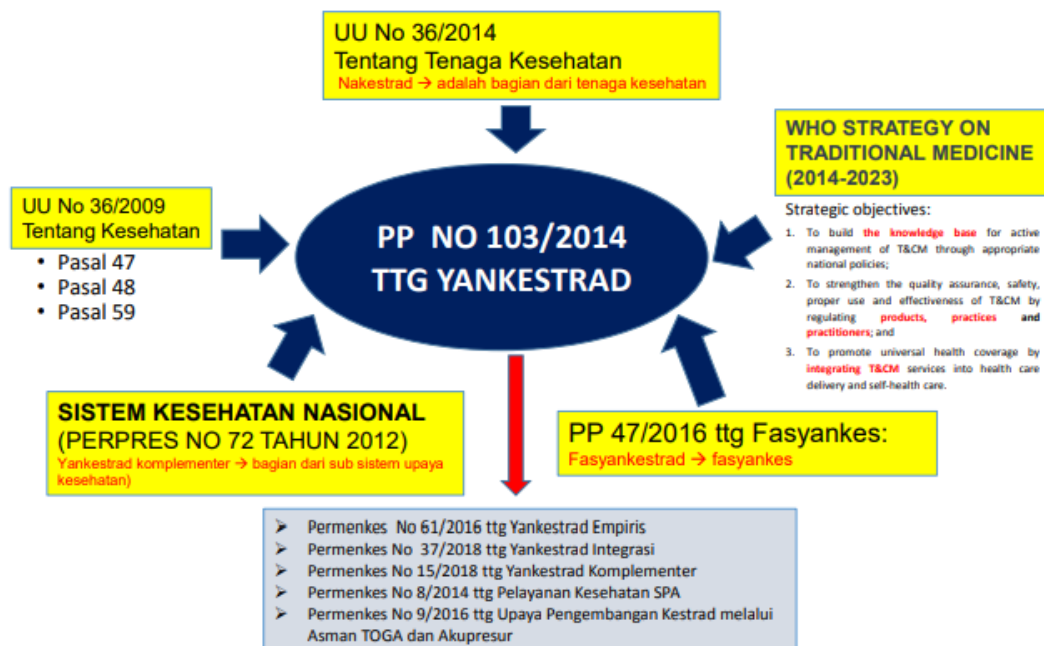 UU No 36/2014
Tentang Tenaga Kesehatan
Nakestrad → adalah bagian dari tenaga kesehatan
WHO STRATEGY ON
TRADITIONAL MEDICINE
(2014-2023)
Strategic objectives:
1. To build the knowledge base for active
management of T&CM through appropriate
national policies;
2. To strengthen the quality assurance, safety,
proper use and effectiveness of T&CM by
regulating products, practices and
practitioners; and
3. To promote universal health coverage by
integrating T&CM services into health care
delivery and self-health care.
UU No 36/2009
Tentang Kesehatan
• Pasal 47
• Pasal 48
• Pasal 59
PP NO 103/2014
TTG YANKESTRAD
SISTEM KESEHATAN NASIONAL
(PERPRES NO 72 TAHUN 2012)
Yankestrad komplementer → bagian dari sub sistem upaya
kesehatan)
PP 47/2016 ttg Fasyankes:
Fasyankestrad → fasyankes
➢ Permenkes No 61/2016 ttg Yankestrad Empiris
➢ Permenkes No 37/2018 ttg Yankestrad Integrasi
➢ Permenkes No 15/2018 ttg Yankestrad Komplementer
➢ Permenkes No 8/2014 ttg Pelayanan Kesehatan SPA
➢ Permenkes No 9/2016 ttg Upaya Pengembangan Kestrad melalui
Asman TOGA dan Akupresur